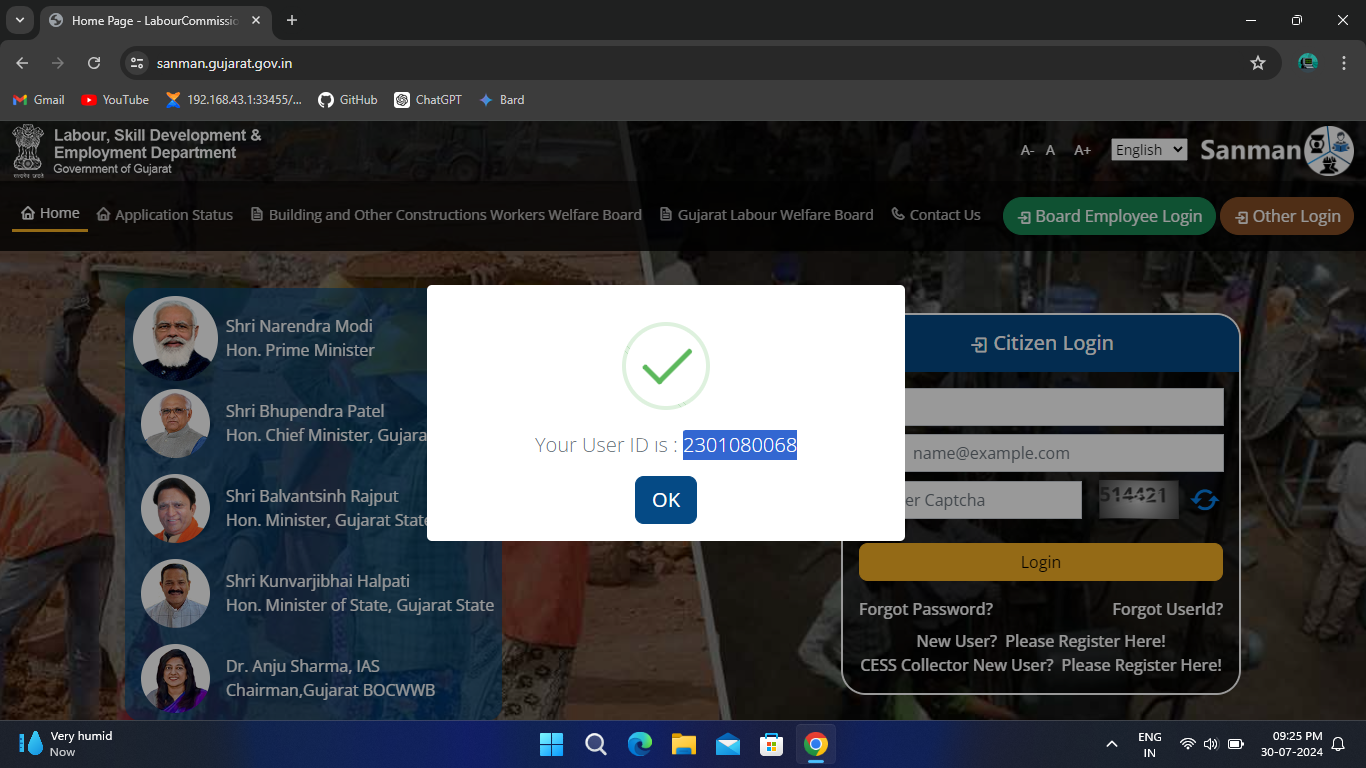 Home Page - LabourCommissio
sanman.gujarat.gov.in
Gmail YouTube 192.168.43.1:33455/... GitHub ChatGPT Bard
Labour, Skill Development &
Employment Department
Government of Gujarat
A- A A+ English Sanman
Home Application Status Building and Other Constructions Workers Welfare Board Gujarat Labour Welfare Board Contact Us Board Employee Login Other Login
Shri Narendra Modi
Hon. Prime Minister
Shri Bhupendra Patel
Hon. Chief Minister, Gujara
Shri Balvantsinh Rajput
Hon. Minister, Gujarat State
Shri Kunvarjibhai Halpati
Hon. Minister of State, Gujarat State
Dr. Anju Sharma, IAS
Chairman,Gujarat BOCWWB
Your User ID is : 2301080068
OK
Citizen Login
name@example.com
er Captcha 514421
Login
Forgot Password? Forgot UserId?
New User? Please Register Here!
CESS Collector New User? Please Register Here!
Very humid
Now
ENG
IN
09:25 PM
30-07-2024